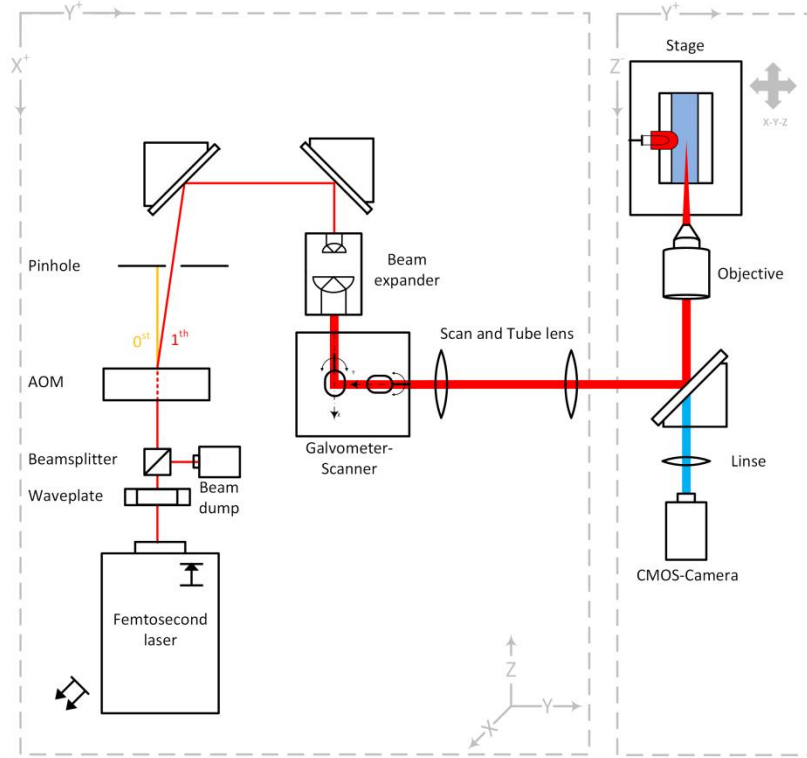 Y⁺
X⁺
Pinhole
0ˢᵗ
1ᵗʰ
AOM
Beamsplitter
Waveplate
Beam
dump
Femtosecond
laser
Beam
expander
Galvometer-
Scanner
Scan and Tube lens
Z
Y
X
Y⁺
Z⁻
Stage
X-Y-Z
Objective
Linse
CMOS-Camera